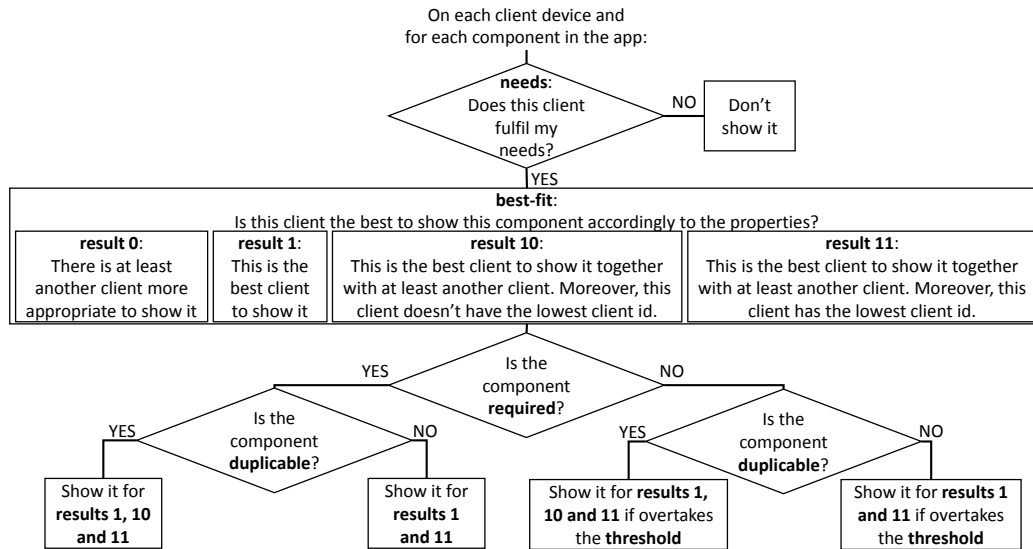 On each client device and
for each component in the app:
needs:
Does this client
fulfil my
needs?
NO
Don't
show it
YES
best-fit:
Is this client the best to show this component accordingly to the properties?
result 0:
There is at least
another client more
appropriate to show it
result 1:
This is the
best client
to show it
result 10:
This is the best client to show it together
with at least another client. Moreover, this
client doesn't have the lowest client id.
result 11:
This is the best client to show it together
with at least another client. Moreover, this
client has the lowest client id.
YES
Is the
component
required?
NO
YES
Is the
component
duplicable?
NO
YES
Is the
component
duplicable?
NO
Show it for
results 1, 10
and 11
Show it for
results 1
and 11
Show it for results 1,
10 and 11 if overtakes
the threshold
Show it for results 1
and 11 if overtakes
the threshold